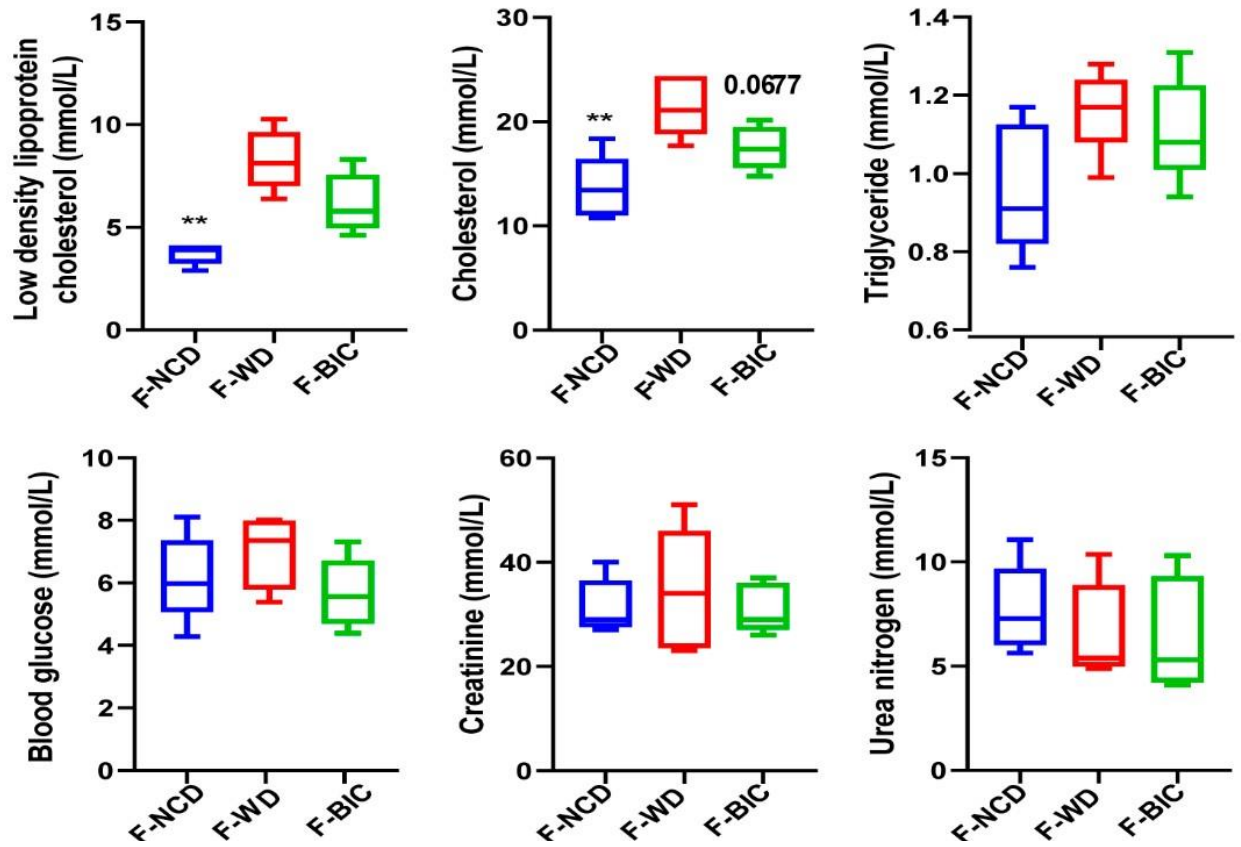 Low density lipoprotein
cholesterol (mmol/L)
15
10
5
0
**
F-NCD
F-WD
F-BIC
Cholesterol (mmol/L)
30
20
10
0
**
0.0677
F-NCD
F-WD
F-BIC
Triglyceride (mmol/L)
1.4
1.2
1.0
0.8
0.6
F-NCD
F-WD
F-BIC
Blood glucose (mmol/L)
10
8
6
4
2
0
F-NCD
F-WD
F-BIC
Creatinine (mmol/L)
60
40
20
0
F-NCD
F-WD
F-BIC
Urea nitrogen (mmol/L)
15
10
5
0
F-NCD
F-WD
F-BIC